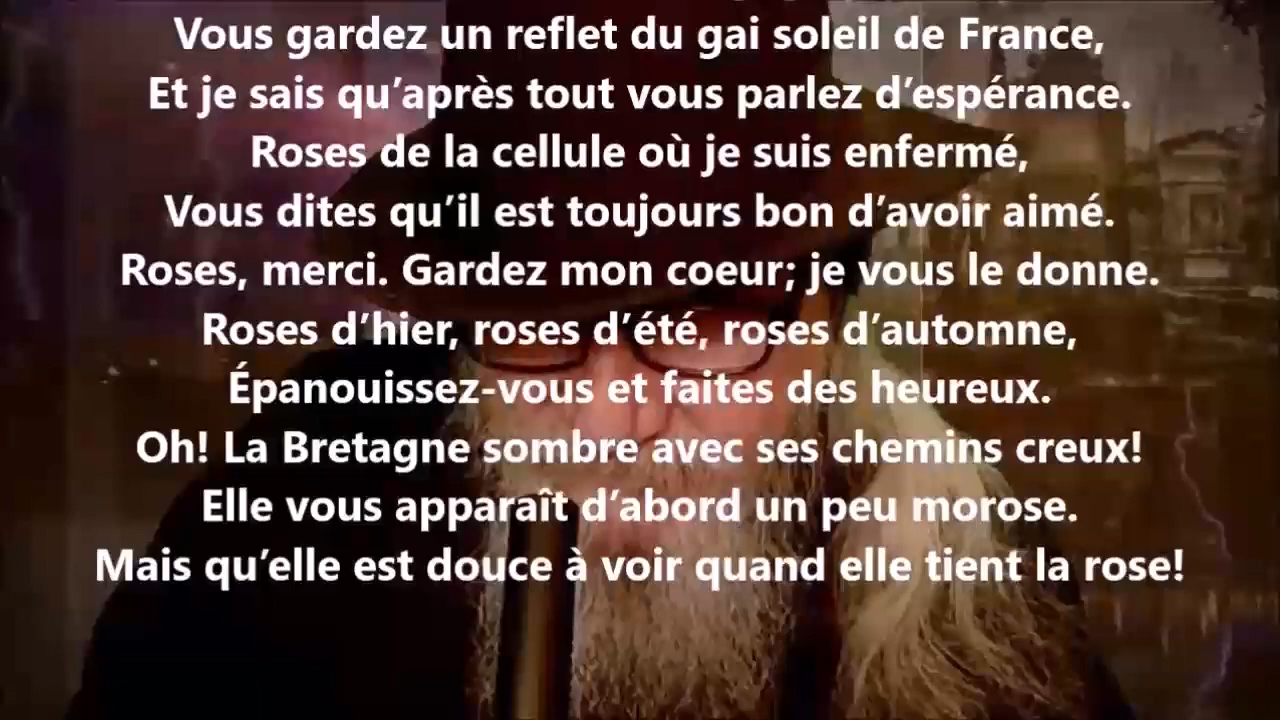 Vous gardez un reflet du gai soleil de France,
Et je sais qu’après tout vous parlez d’espérance.
Roses de la cellule où je suis enfermé,
Vous dites qu’il est toujours bon d’avoir aimé.
Roses, merci. Gardez mon coeur; je vous le donne.
Roses d’hier, roses d’été, roses d’automne,
Épanouissez-vous et faites des heureux.
Oh! La Bretagne sombre avec ses chemins creux!
Elle vous apparaît d’abord un peu morose.
Mais qu’elle est douce à voir quand elle tient la rose!